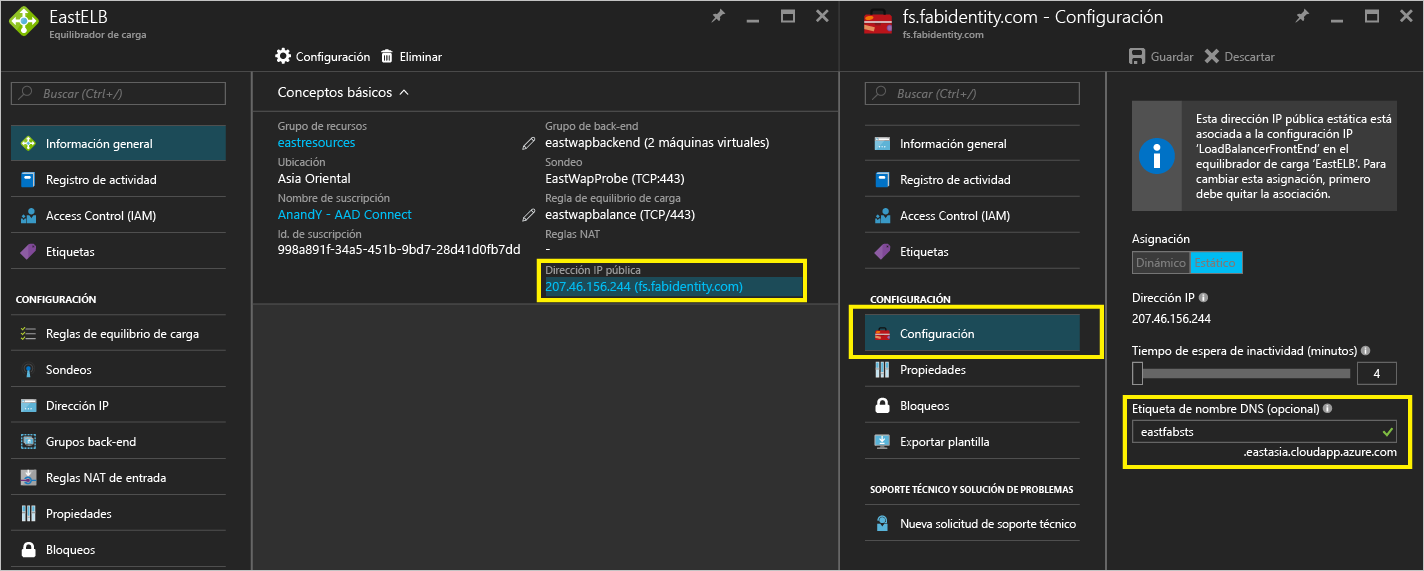 EastELB
Equilibrador de carga
Configuración
Eliminar
Buscar (Ctrl+/)
Información general
Registro de actividad
Access Control (IAM)
Etiquetas
CONFIGURACIÓN
Reglas de equilibrio de carga
Sondeos
Dirección IP
Grupos back-end
Reglas NAT de entrada
Propiedades
Bloqueos
Conceptos básicos
Grupo de recursos
eastresources
Ubicación
Asia Oriental
Nombre de suscripción
AnandY - AAD Connect
Id. de suscripción
998a891f-34a5-451b-9bd7-28d41d0fb7dd
Grupo de back-end
eastwapbackend (2 máquinas virtuales)
Sondeo
EastWapProbe (TCP:443)
Regla de equilibrio de carga
eastwapbalance (TCP/443)
Reglas NAT
-
Dirección IP pública
207.46.156.244 (fs.fabidentity.com)
fs.fabidentity.com - Configuración
fs.fabidentity.com
Guardar
Descartar
Buscar (Ctrl+/)
Información general
Registro de actividad
Access Control (IAM)
Etiquetas
CONFIGURACIÓN
Configuración
Propiedades
Bloqueos
Exportar plantilla
SOPORTE TÉCNICO Y SOLUCIÓN DE PROBLEMAS
Nueva solicitud de soporte técnico
Esta dirección IP pública estática está
asociada a la configuración IP
'LoadBalancerFrontEnd' en el
equilibrador de carga 'EastELB'. Para
cambiar esta asignación, primero
debe quitar la asociación.
Asignación
Dinámico
Estático
Dirección IP
207.46.156.244
Tiempo de espera de inactividad (minutos)
4
Etiqueta de nombre DNS (opcional)
eastfabsts
.eastasia.cloudapp.azure.com